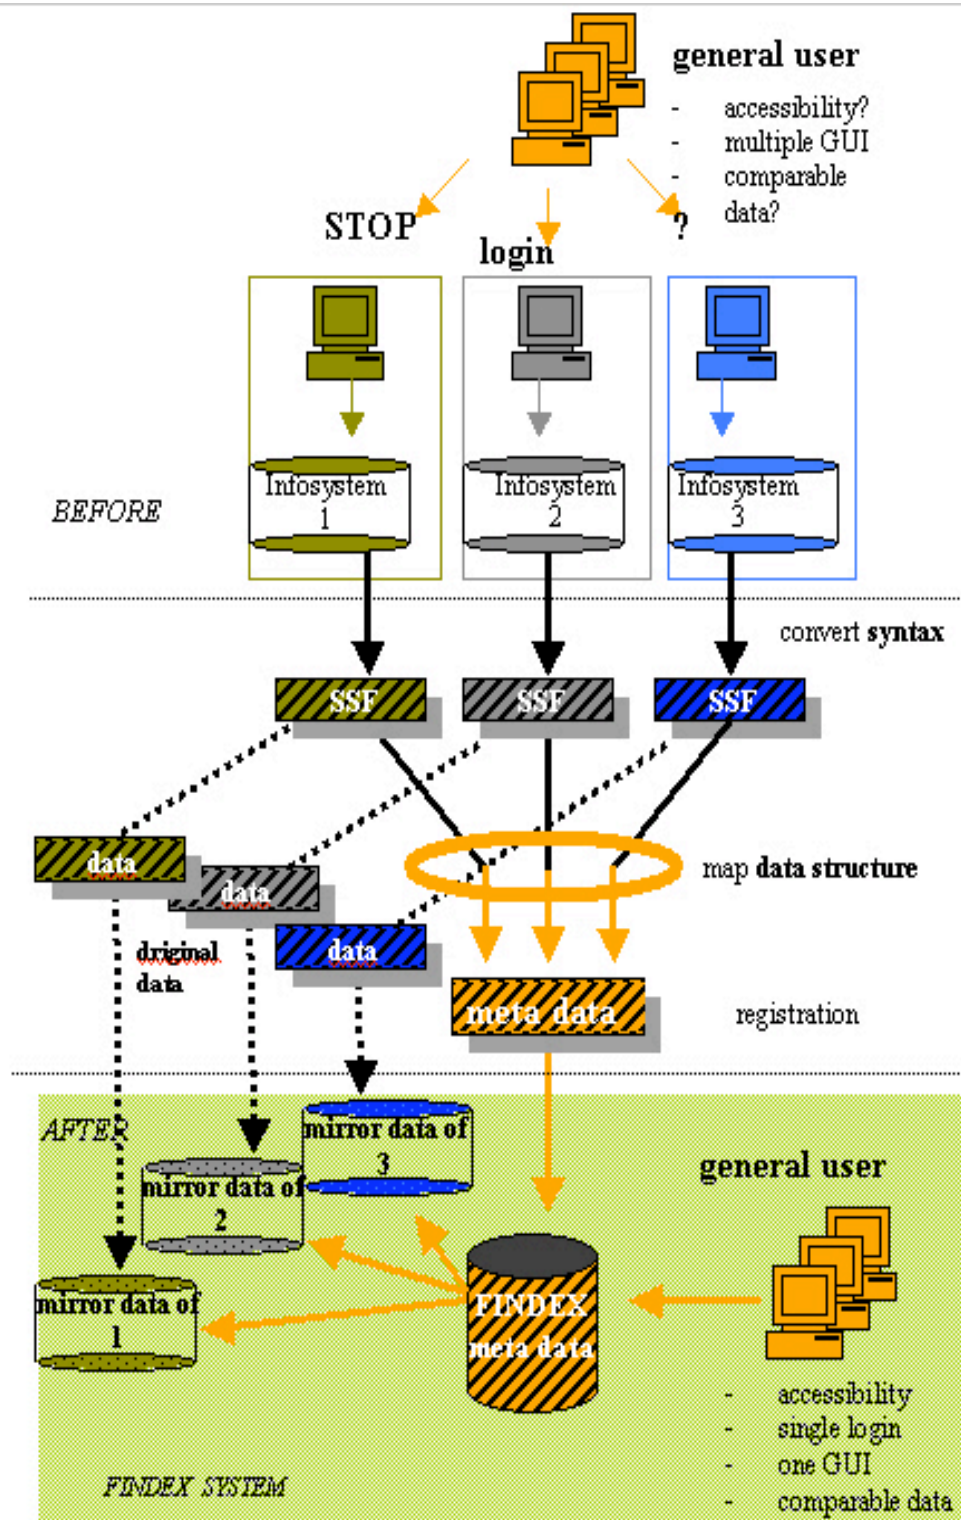 general user
- accessibility?
- multiple GUI
- comparable
data?
STOP
login
?
Infosystem
1
Infosystem
2
Infosystem
3
BEFORE
convert syntax
SSF
SSF
SSF
data
data
data
map data structure
driginal
data
meta data
registration
AFTER
mirror data of
3
mirror data of
2
mirror data of
1
general user
FINDEX
meta data
- accessibility
- single login
- one GUI
- comparable data
FINDEX SYSTEM